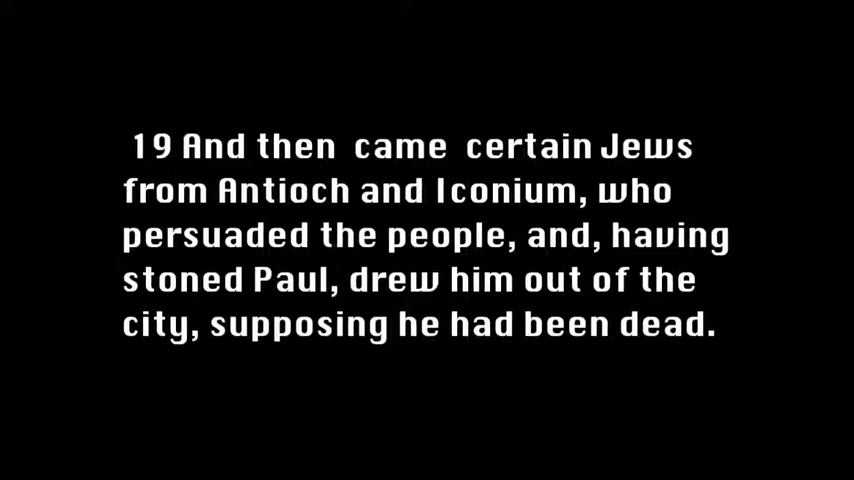 19 And then came certain Jews
from Antioch and Iconium, who
persuaded the people, and, having
stoned Paul, drew him out of the
city, supposing he had been dead.